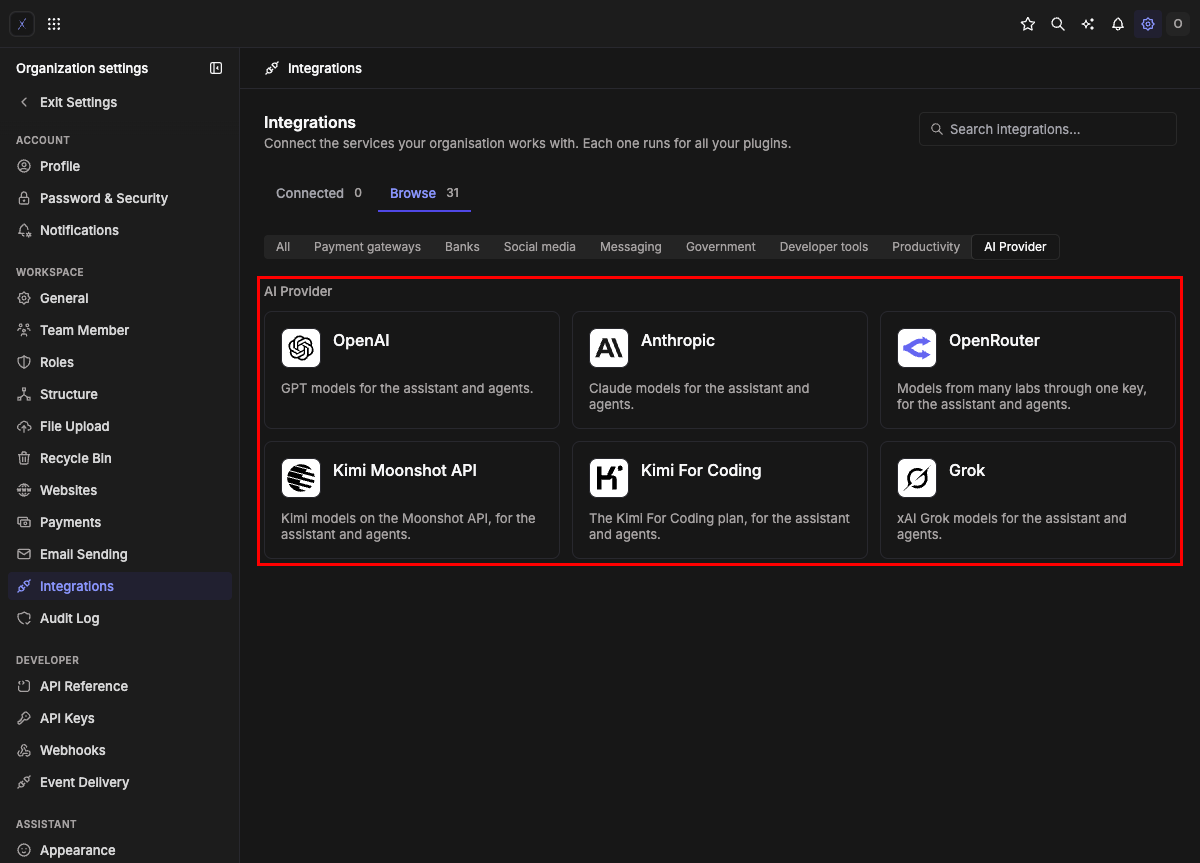 Organization settings
Exit Settings
ACCOUNT
Profile
Password & Security
Notifications
WORKSPACE
General
Team Member
Roles
Structure
File Upload
Recycle Bin
Websites
Payments
Email Sending
Integrations
Audit Log
DEVELOPER
API Reference
API Keys
Webhooks
Event Delivery
ASSISTANT
Appearance
O
Integrations
Integrations
Connect the services your organisation works with. Each one runs for all your plugins.
Search integrations...
Connected 0 Browse 31
All Payment gateways Banks Social media Messaging Government Developer tools Productivity AI Provider
AI Provider
OpenAI
GPT models for the assistant and agents.
Anthropic
Claude models for the assistant and
agents.
OpenRouter
Models from many labs through one key,
for the assistant and agents.
Kimi Moonshot API
Kimi models on the Moonshot API, for the
assistant and agents.
Kimi For Coding
The Kimi For Coding plan, for the assistant
and agents.
Grok
xAI Grok models for the assistant and
agents.